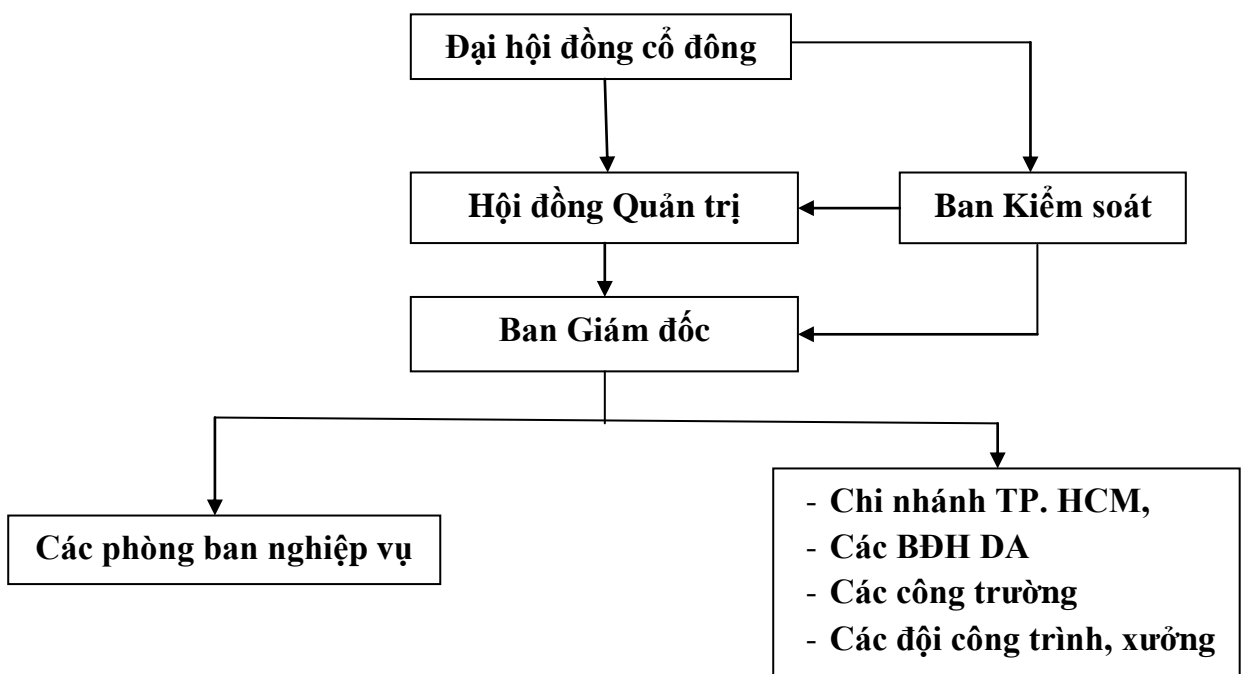 Đại hội đồng cổ đông
Hội đồng Quản trị
Ban Kiểm soát
Ban Giám đốc
Các phòng ban nghiệp vụ
- Chi nhánh TP. HCM,
- Các BĐH DA
- Các công trường
- Các đội công trình, xưởng